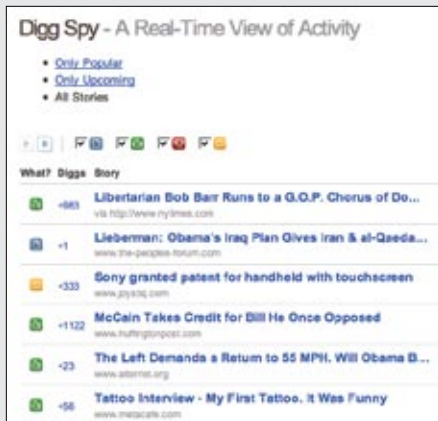 Digg Spy - A Real-Time View of Activity
Only Popular
Only Upcoming
All Stories
What? Diggs Story
+983 Libertarian Bob Barr Runs to a G.O.P. Chorus of Do...
via http://www.nytimes.com
+1 Lieberman: Obama's Iraq Plan Gives Iran & al-Qaeda...
www.the-peoples-forum.com
+333 Sony granted patent for handheld with touchscreen
www.joystiq.com
+1122 McCain Takes Credit for Bill He Once Opposed
www.huffingtonpost.com
+23 The Left Demands a Return to 55 MPH. Will Obama B...
www.alternet.org
+56 Tattoo Interview - My First Tattoo. It Was Funny
www.metacafe.com